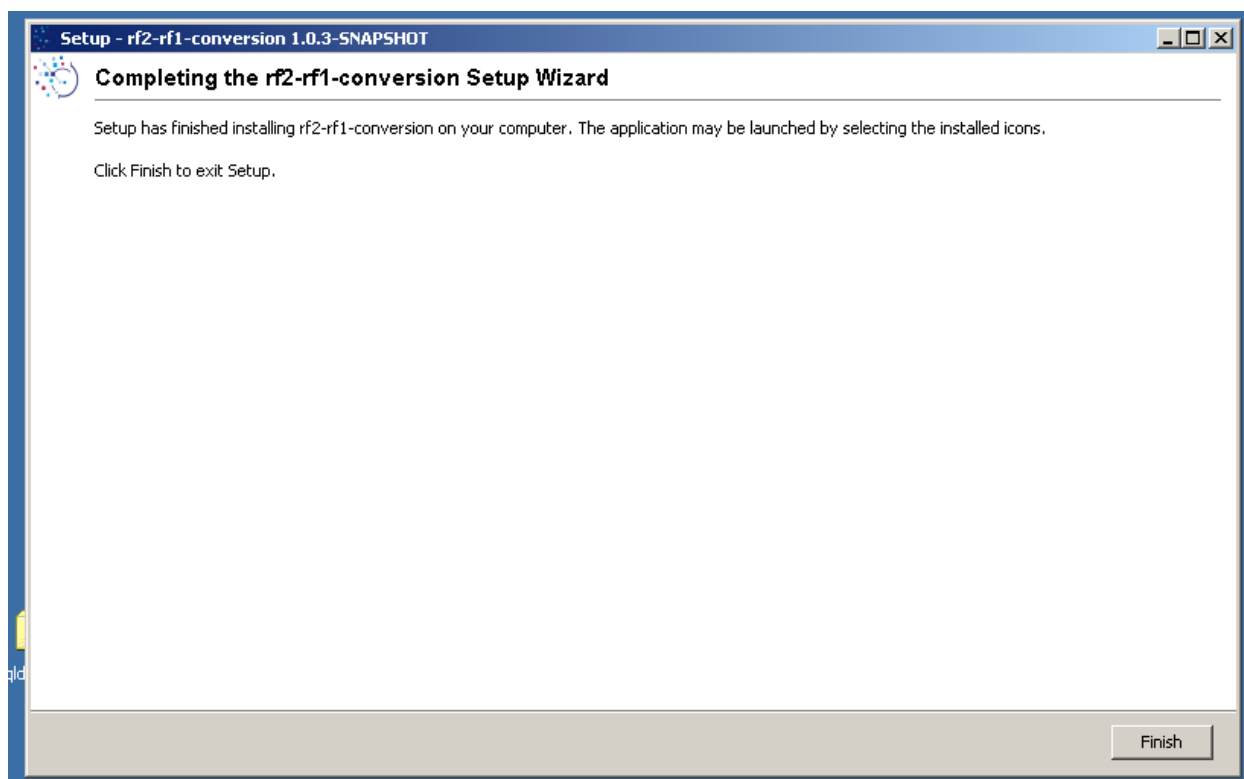 Setup - rf2-rf1-conversion 1.0.3-SNAPSHOT
Completing the rf2-rf1-conversion Setup Wizard
Setup has finished installing rf2-rf1-conversion on your computer. The application may be launched by selecting the installed icons.
Click Finish to exit Setup.
Finish